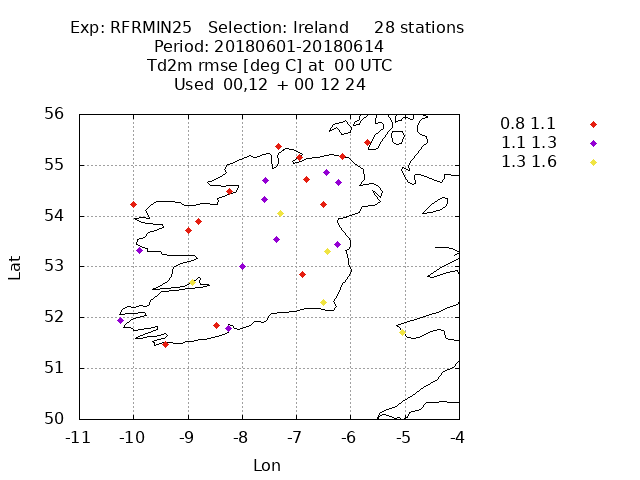 Exp: RFRMIN25   Selection: Ireland     28 stations
Period: 20180601-20180614
Td2m rmse [deg C] at  00 UTC
Used  00,12  + 00 12 24
56
55
54
53
52
51
50
-11 -10 -9 -8 -7 -6 -5 -4
Lat
Lon
0.8 1.1
1.1 1.3
1.3 1.6